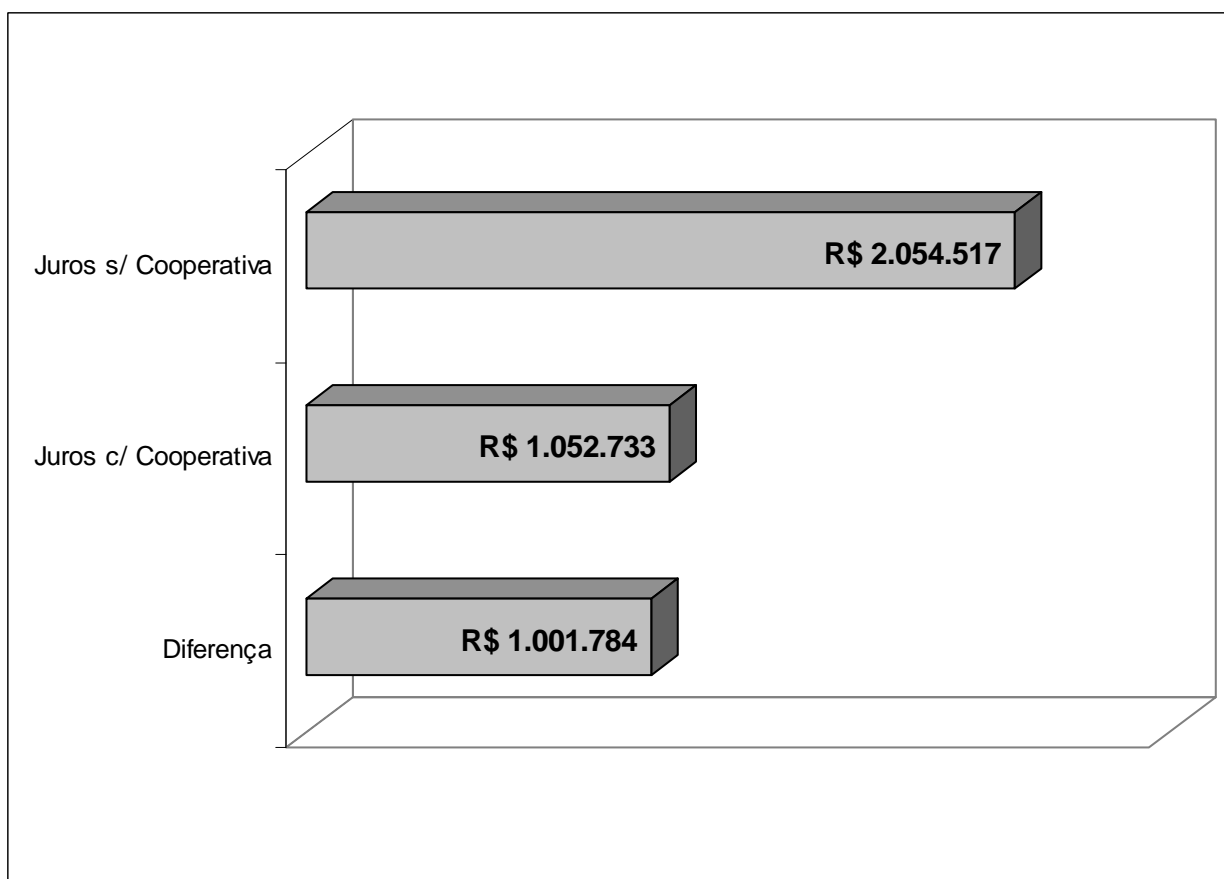 Juros s/ Cooperativa
R$ 2.054.517
Juros c/ Cooperativa
R$ 1.052.733
Diferença
R$ 1.001.784